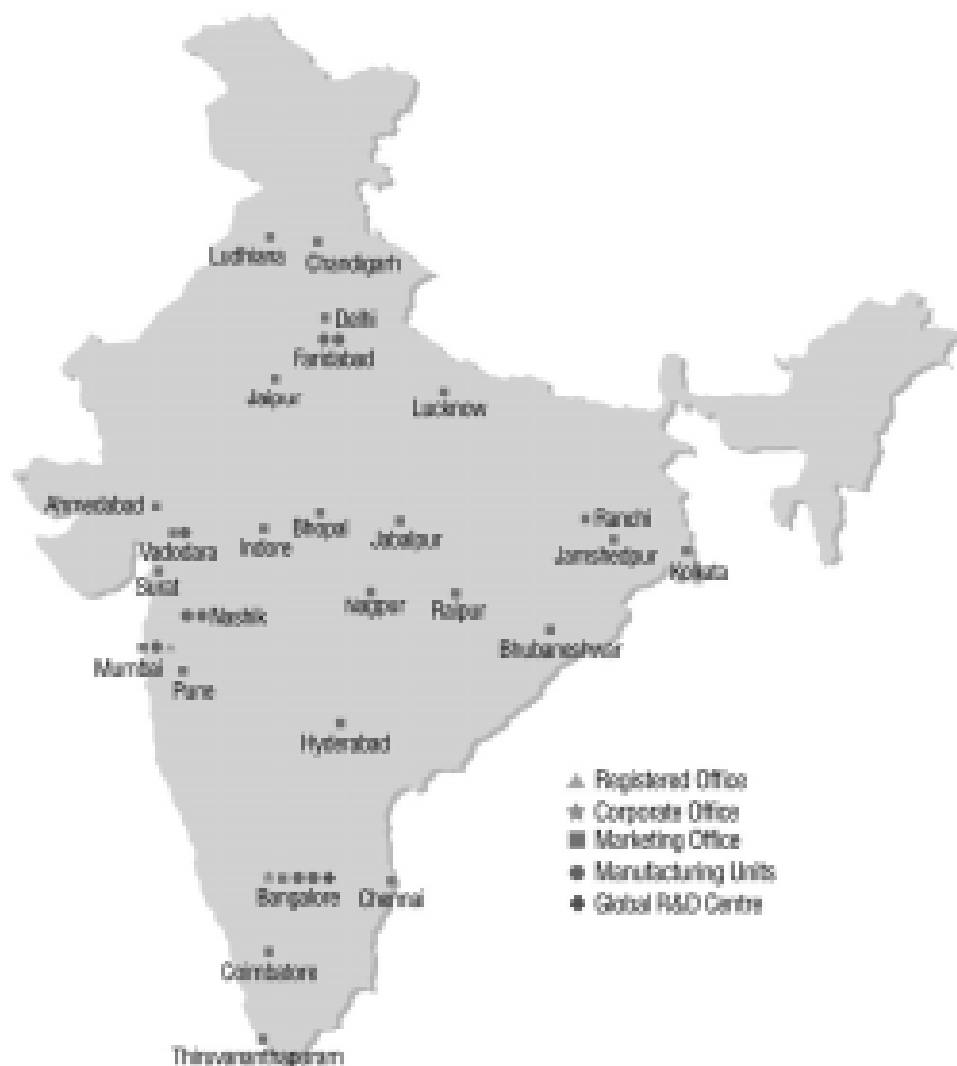 Ludhiana
Chandigarh
Delhi
Faridabad
Jaipur
Lucknow
Ahmedabad
Vadodara
Indore
Bhopal
Jabalpur
Ranchi
Jamshedpur
Kolkata
Surat
Nashik
Nagpur
Raipur
Bhubaneshwar
Mumbai
Pune
Hyderabad
Registered Office
Corporate Office
Marketing Office
Manufacturing Units
Global R&D Centre
Bangalore
Chennai
Coimbatore
Thiruvananthapuram